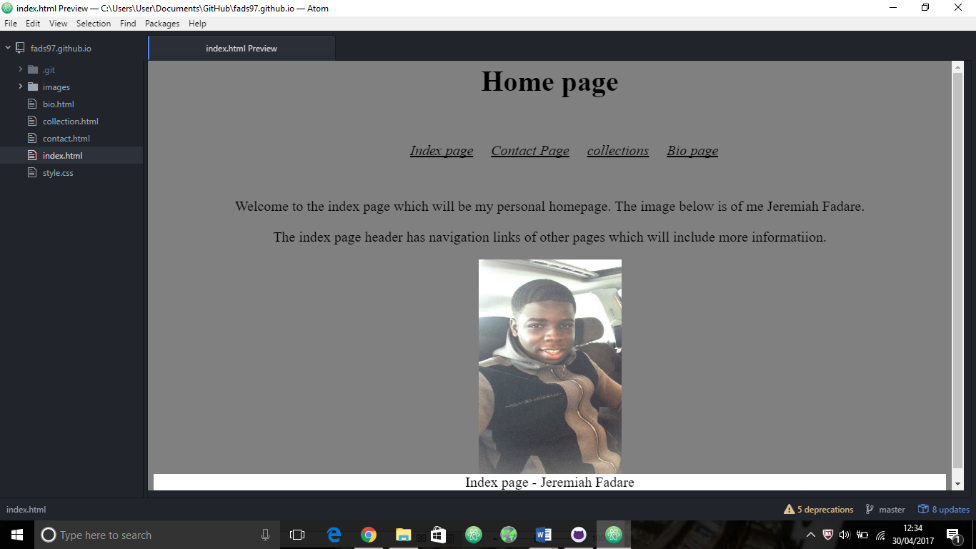 index.html Preview — C:\Users\User\Documents\GitHub\fads97.github.io — Atom
File Edit View Selection Find Packages Help
fads97.github.io
index.html Preview
.git
images
bio.html
collection.html
contact.html
index.html
style.css
Home page
Index page Contact Page collections Bio page
Welcome to the index page which will be my personal homepage. The image below is of me Jeremiah Fadare.
The index page header has navigation links of other pages which will include more informatiion.
Index page - Jeremiah Fadare
index.html
5 deprecations master 8 updates
Type here to search
12:34
30/04/2017
1